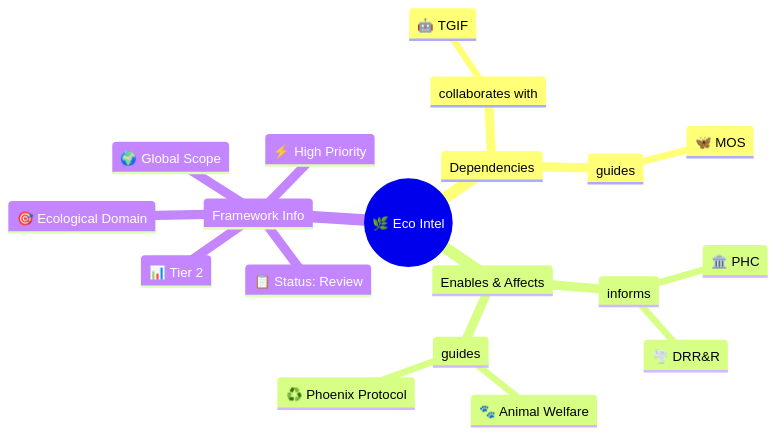 🤖 TGIF
collaborates with
🦋 MOS
Dependencies
guides
⚡ High Priority
🌍 Global Scope
🎯 Ecological Domain
Framework Info
📊 Tier 2
📋 Status: Review
🌿 Eco Intel
Enables & Affects
informs
🏛️ PHC
🌪️ DRR&R
guides
♻️ Phoenix Protocol
🐾 Animal Welfare